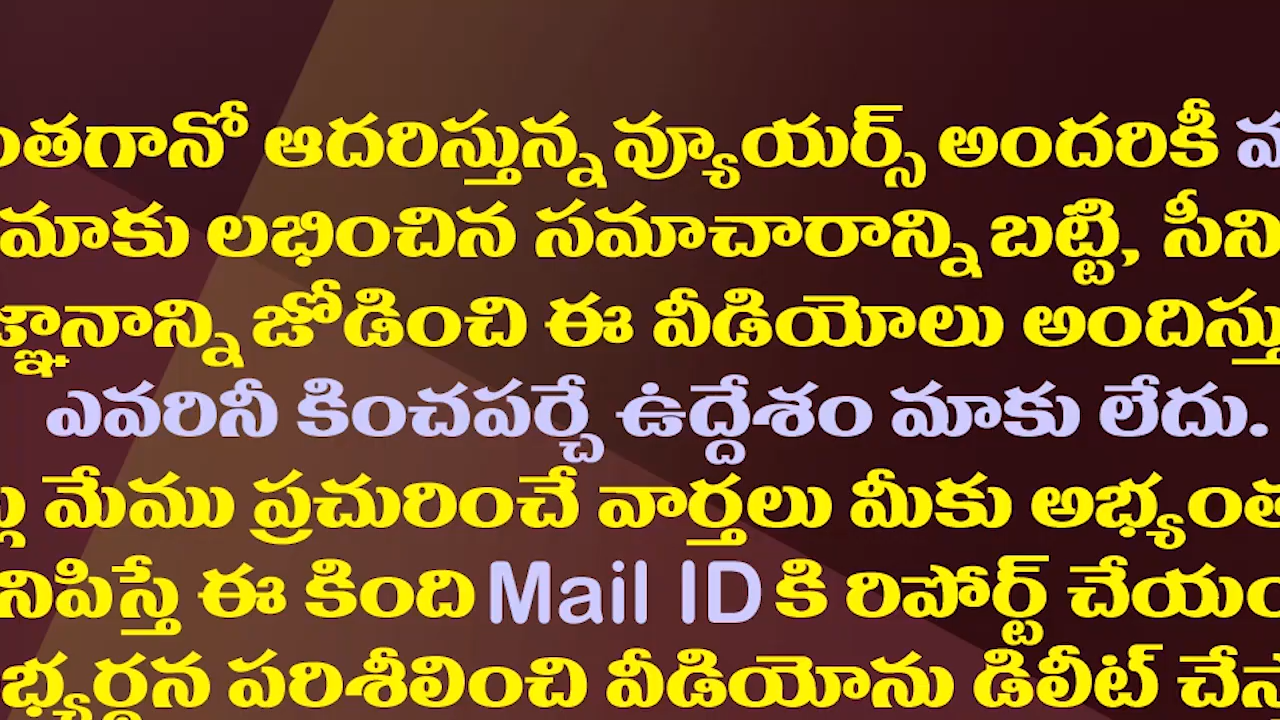 ఆదరిస్తున్న వ్యూయర్స్ అందరికీ
మాకు లభించిన సమాచారాన్ని బట్టి,
జోడించి ఈ వీడియోలు
ఎవరినీ కించపర్చే ఉద్దేశం మాకు లేదు.
మేము ప్రచురించే వార్తలు మీకు
ఈ కింది Mail ID కి రిపోర్ట్
పరిశీలించి వీడియోను డిలీట్